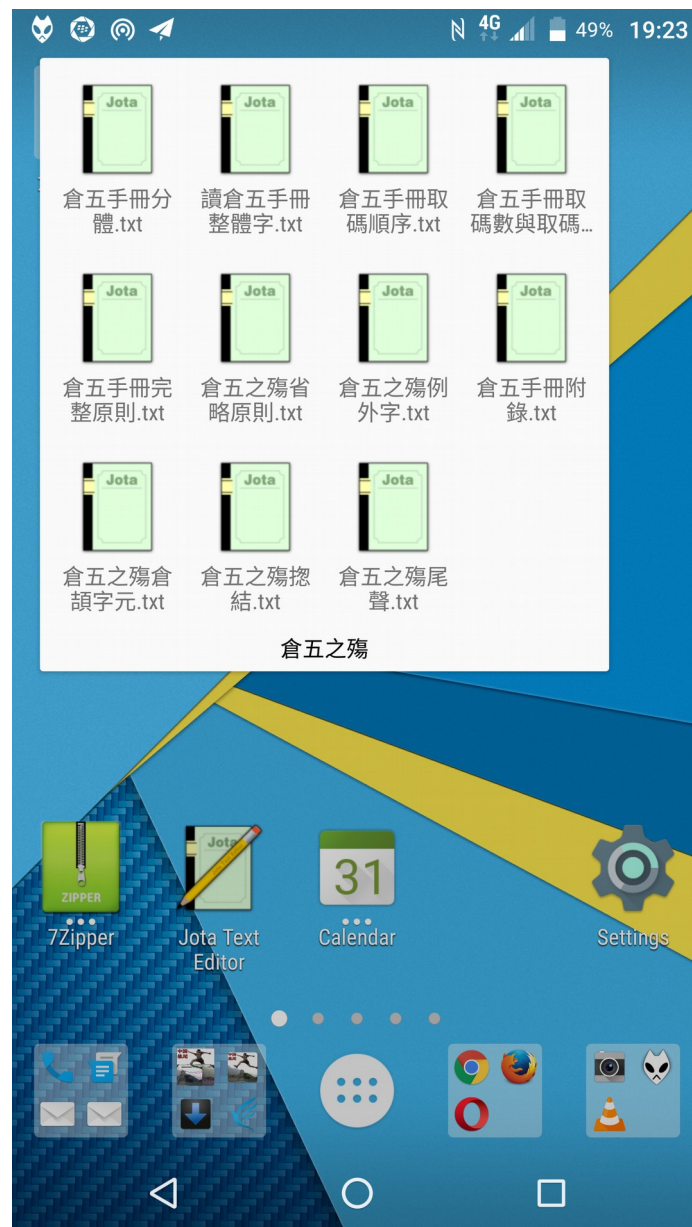 4G
49%
19:23
Jota
Jota
Jota
Jota
倉五手冊分
體.txt
讀倉五手冊
整體字.txt
倉五手冊取
碼順序.txt
倉五手冊取
碼數與取碼...
Jota
Jota
Jota
Jota
倉五手冊完
整原則.txt
倉五之殤省
略原則.txt
倉五之殤例
外字.txt
倉五手冊附
錄.txt
Jota
Jota
Jota
倉五之殤倉
頡字元.txt
倉五之殤揔
結.txt
倉五之殤尾
聲.txt
倉五之殤
ZIPPER
Jota
31
7Zipper
Jota Text
Editor
Calendar
Settings